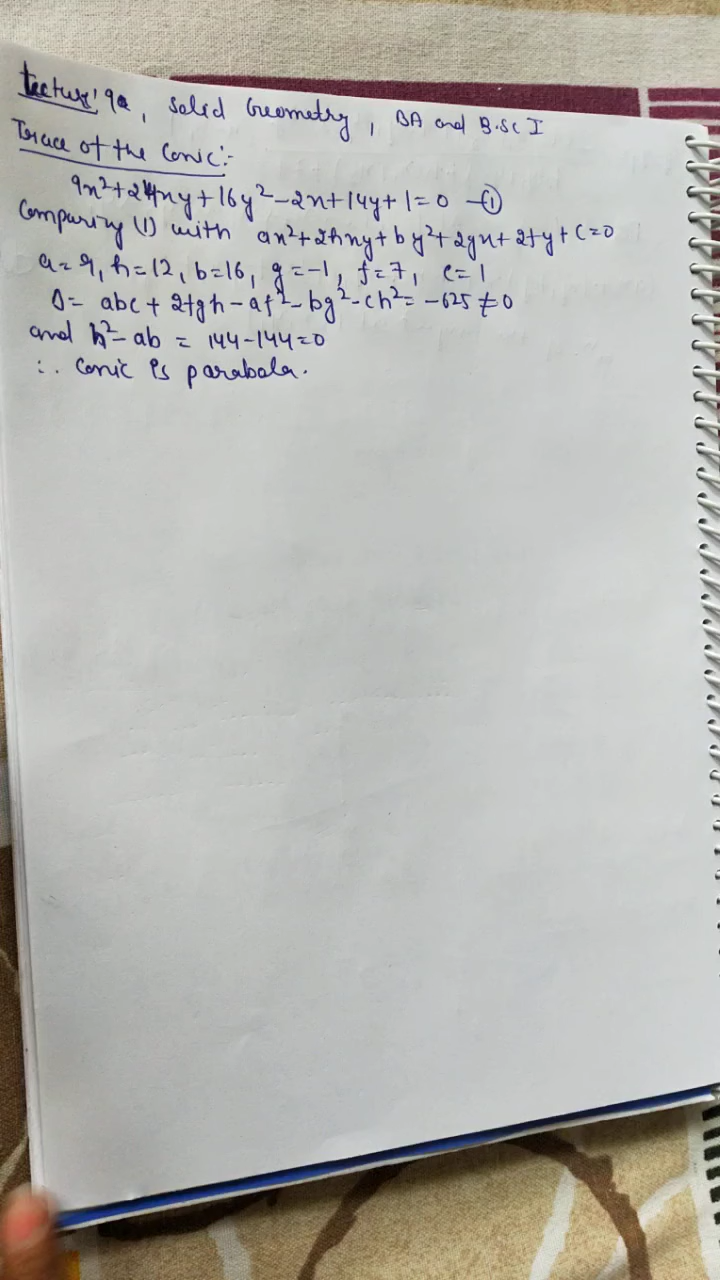 Lecture: 9a, Solid Geometry, BA and B.Sc I
Trace of the Conic:-
9x²+24xy+16y²-2x+14y+1=0 -①
Comparing (1) with ax²+2hxy+by²+2gx+2fy+c=0
a=9, h=12, b=16, g=-1, f=7, c=1
Δ= abc+2fgh-af²-bg²-ch²= -625≠0
and h²-ab = 144-144=0
∴ Conic is parabola.